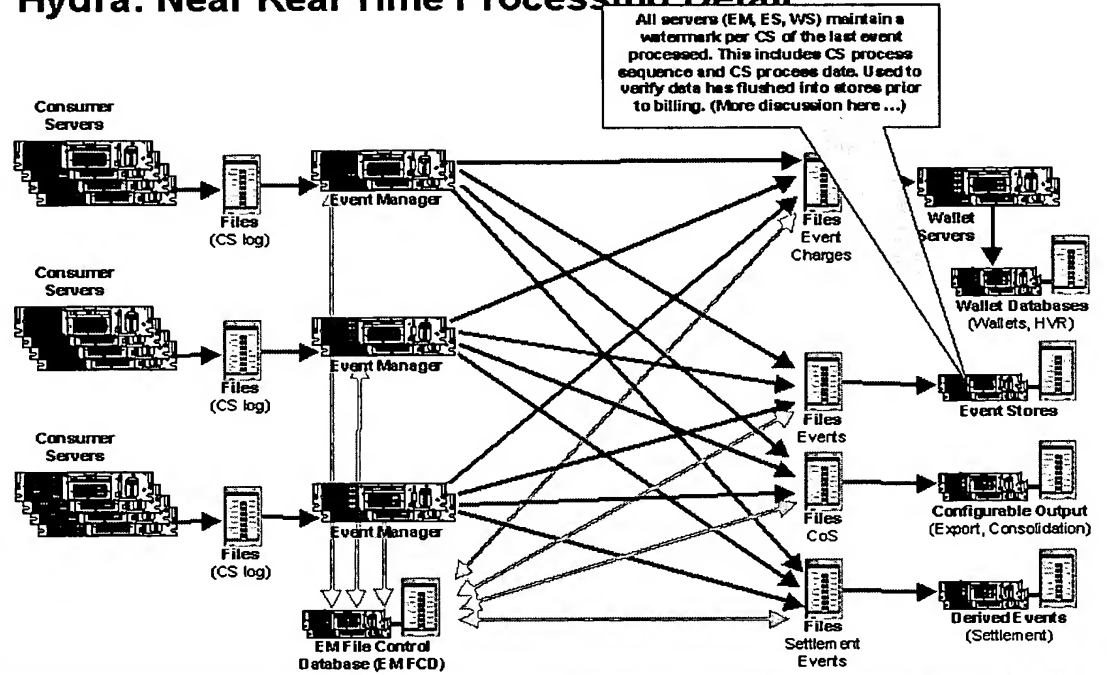 Hydra: Near Real Time Processing Detail
All servers (EM, ES, WS) maintain a
watermark per CS of the last event
processed. This includes CS process
sequence and CS process date. Used to
verify data has flushed into stores prior
to billing. (More discussion here ...)
Consumer
Servers
Files
(CS log)
Event Manager
Files
Event
Charges
Wallet
Servers
Wallet Databases
(Wallets, HVR)
Consumer
Servers
Files
(CS log)
Event Manager
Files
Events
Event Stores
Consumer
Servers
Files
(CS log)
Event Manager
Files
CoS
Configurable Output
(Export, Consolidation)
EM File Control
Database (EM FCD)
Files
Settlement
Events
Derived Events
(Settlement)